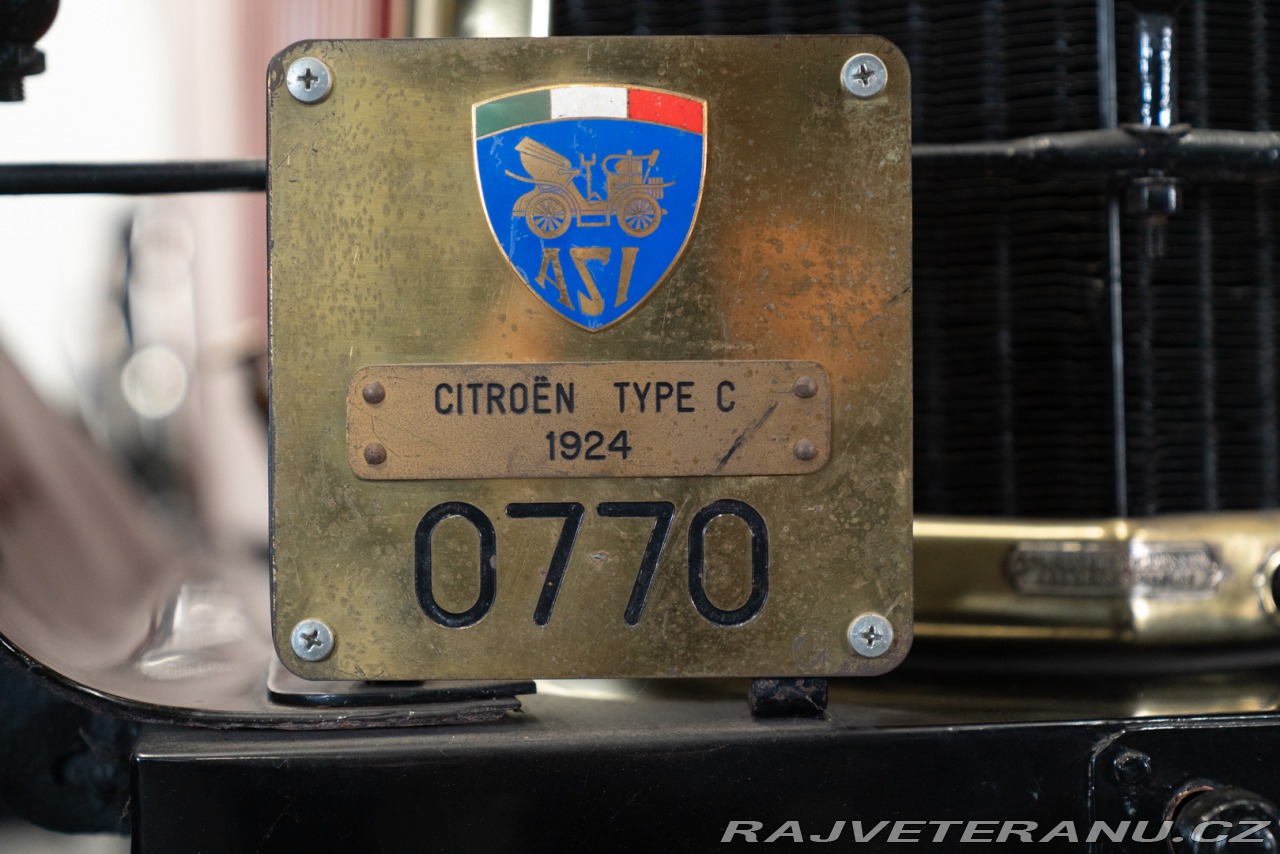 ASI
CITROËN TYPE C
1924
0770
RAJVETERANU.CZ